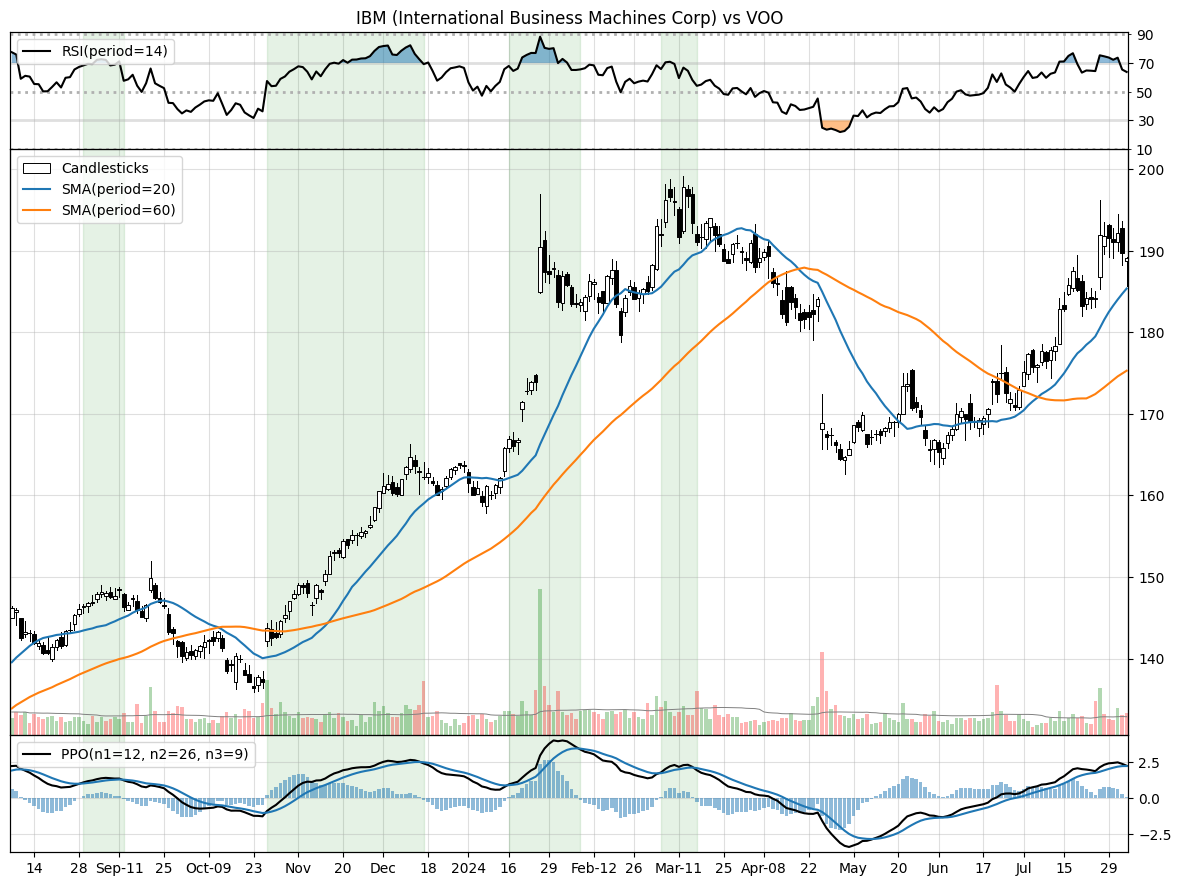 IBM (International Business Machines Corp) vs VOO
RSI(period=14)
90
70
50
30
10
Candlesticks
SMA(period=20)
SMA(period=60)
200
190
180
170
160
150
140
PPO(n1=12, n2=26, n3=9)
2.5
0.0
−2.5
14 28 Sep-11 25 Oct-09 23 Nov 20 Dec 18 2024 16 29 Feb-12 26 Mar-11 25 Apr-08 22 May 20 Jun 17 Jul 15 29